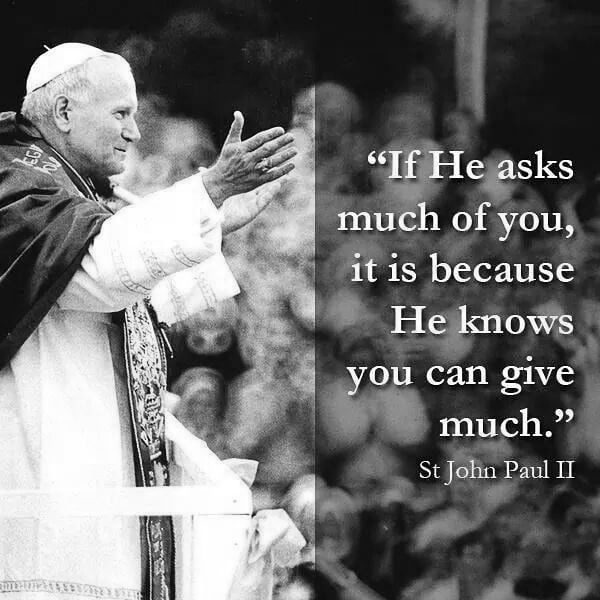 “If He asks
much of you,
it is because
He knows
you can give
much.”
St John Paul II